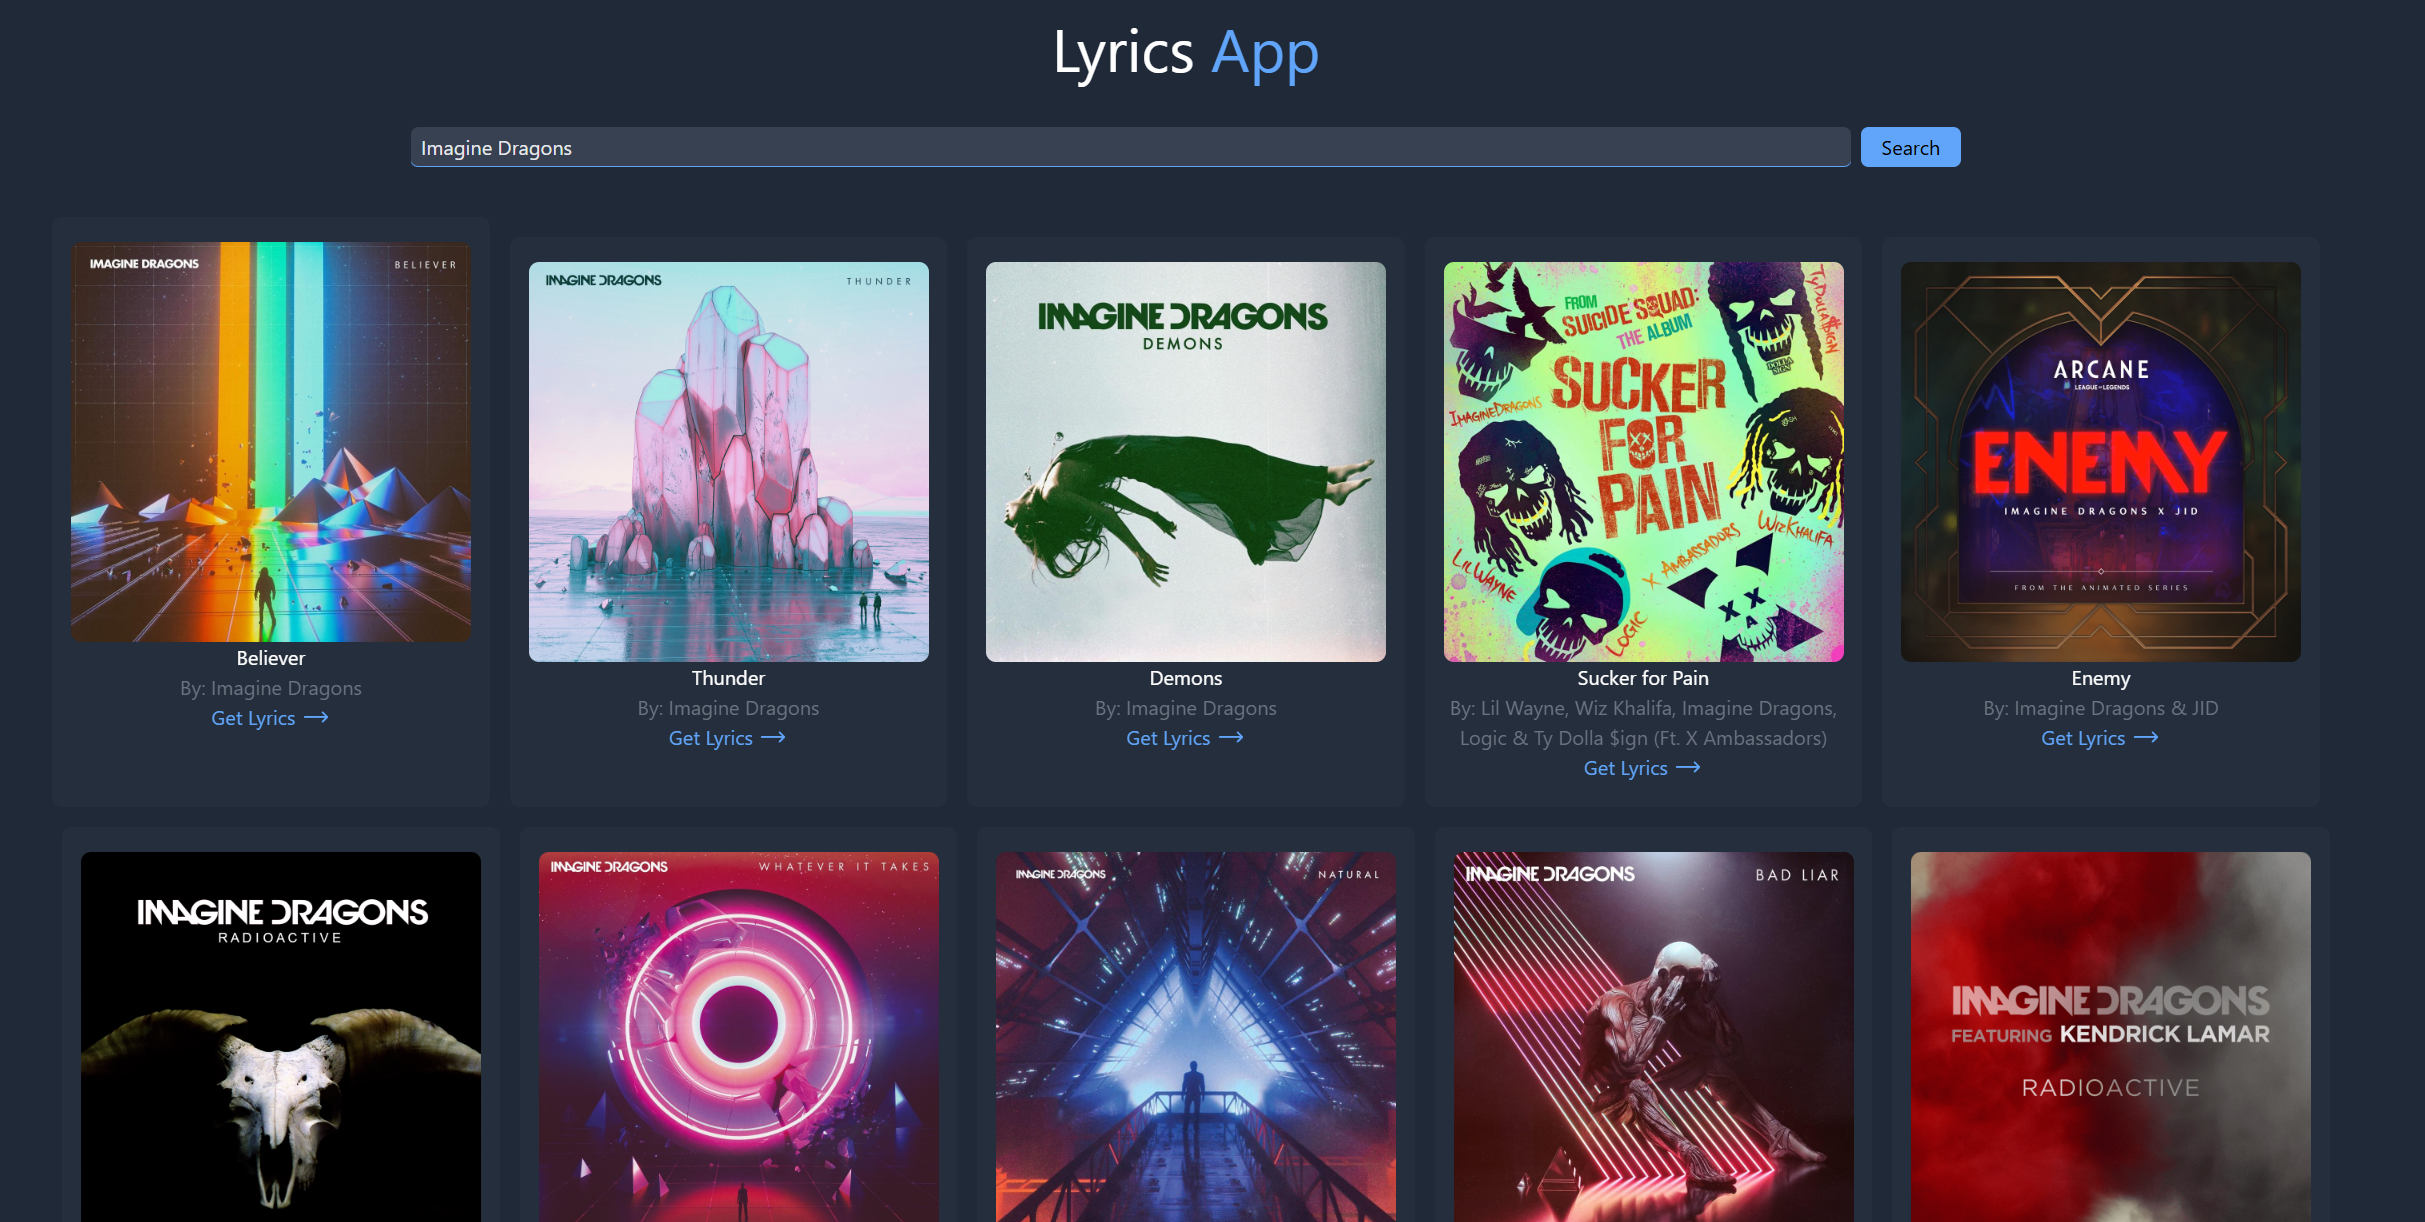 Lyrics App
Imagine Dragons
Search
IMAGINE DRAGONS
BELIEVER
Believer
By: Imagine Dragons
Get Lyrics →
IMAGINE DRAGONS
THUNDER
Thunder
By: Imagine Dragons
Get Lyrics →
IMAGINE DRAGONS
DEMONS
Demons
By: Imagine Dragons
Get Lyrics →
FROM
SUICIDE SQUAD:
THE ALBUM
TY DOLLA $IGN
IMAGINE DRAGONS
SUCKER
FOR
PAIN
LIL WAYNE
X AMBASSADORS
WIZ KHALIFA
LOGIC
Sucker for Pain
By: Lil Wayne, Wiz Khalifa, Imagine Dragons,
Logic & Ty Dolla $ign (Ft. X Ambassadors)
Get Lyrics →
ARCANE
LEAGUE OF LEGENDS
ENEMY
IMAGINE DRAGONS X JID
FROM THE ANIMATED SERIES
Enemy
By: Imagine Dragons & JID
Get Lyrics →
IMAGINE DRAGONS
RADIOACTIVE
IMAGINE DRAGONS
WHATEVER IT TAKES
IMAGINE DRAGONS
NATURAL
IMAGINE DRAGONS
BAD LIAR
IMAGINE DRAGONS
FEATURING KENDRICK LAMAR
RADIOACTIVE